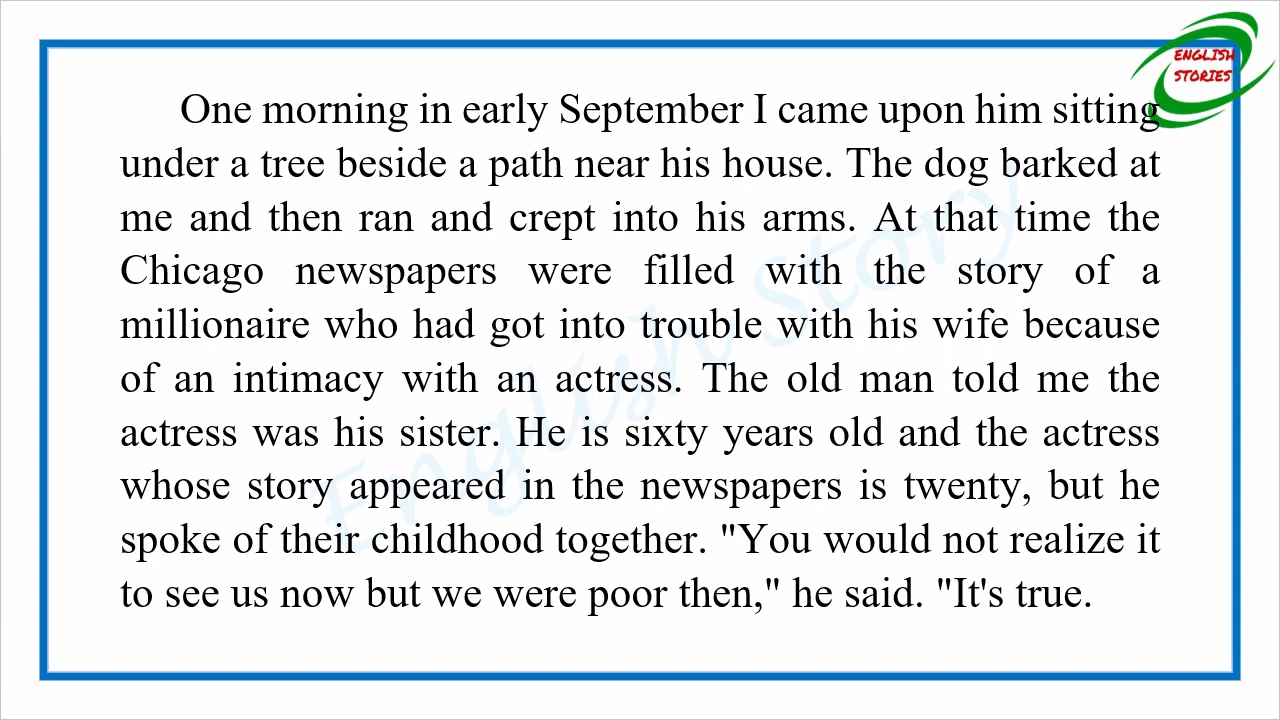 ENGLISH
STORIES
One morning in early September I came upon him sitting
under a tree beside a path near his house. The dog barked at
me and then ran and crept into his arms. At that time the
Chicago newspapers were filled with the story of a
millionaire who had got into trouble with his wife because
of an intimacy with an actress. The old man told me the
actress was his sister. He is sixty years old and the actress
whose story appeared in the newspapers is twenty, but he
spoke of their childhood together. "You would not realize it
to see us now but we were poor then," he said. "It's true.
English Story